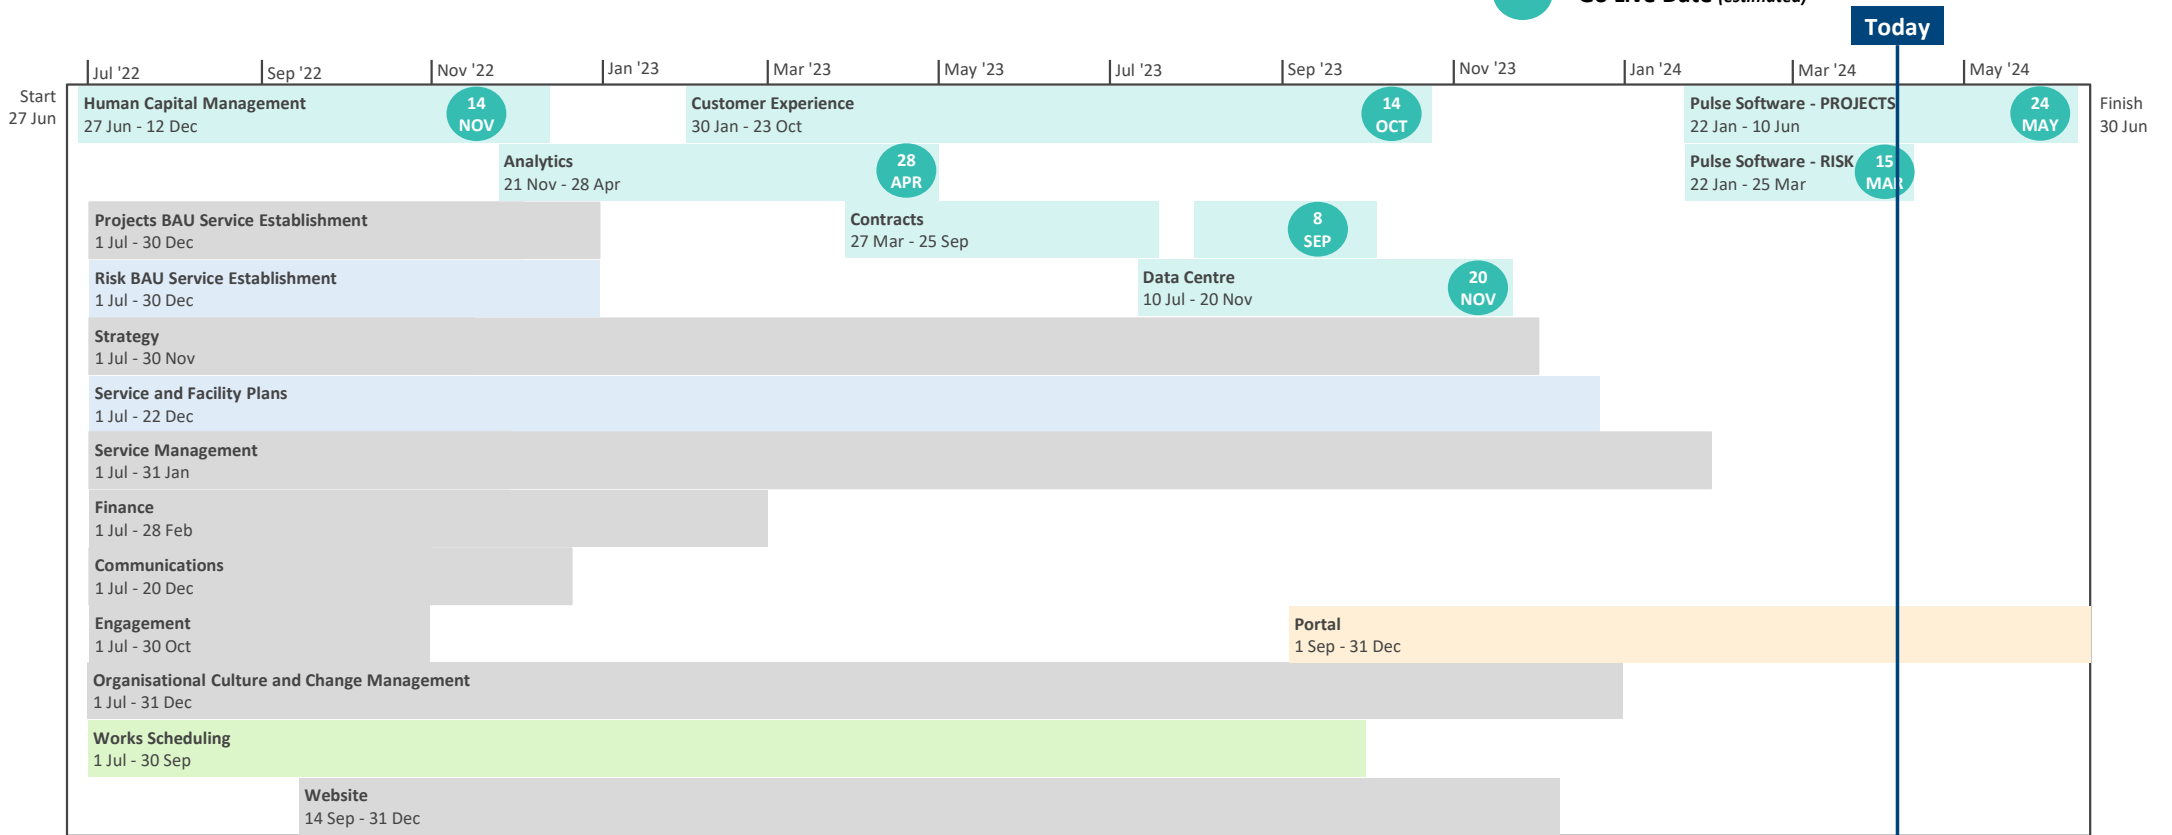 Go Live Date (estimated)
Today
Jul '22
Sep '22
Nov '22
Jan '23
Mar '23
May '23
Jul '23
Sep '23
Nov '23
Jan '24
Mar '24
May '24
Start
27 Jun
Finish
30 Jun
Human Capital Management
27 Jun - 12 Dec
14
NOV
Customer Experience
30 Jan - 23 Oct
14
OCT
Pulse Software - PROJECTS
22 Jan - 10 Jun
24
MAY
Analytics
21 Nov - 28 Apr
28
APR
Pulse Software - RISK
22 Jan - 25 Mar
15
MAR
Projects BAU Service Establishment
1 Jul - 30 Dec
Contracts
27 Mar - 25 Sep
8
SEP
Risk BAU Service Establishment
1 Jul - 30 Dec
Data Centre
10 Jul - 20 Nov
20
NOV
Strategy
1 Jul - 30 Nov
Service and Facility Plans
1 Jul - 22 Dec
Service Management
1 Jul - 31 Jan
Finance
1 Jul - 28 Feb
Communications
1 Jul - 20 Dec
Engagement
1 Jul - 30 Oct
Portal
1 Sep - 31 Dec
Organisational Culture and Change Management
1 Jul - 31 Dec
Works Scheduling
1 Jul - 30 Sep
Website
14 Sep - 31 Dec